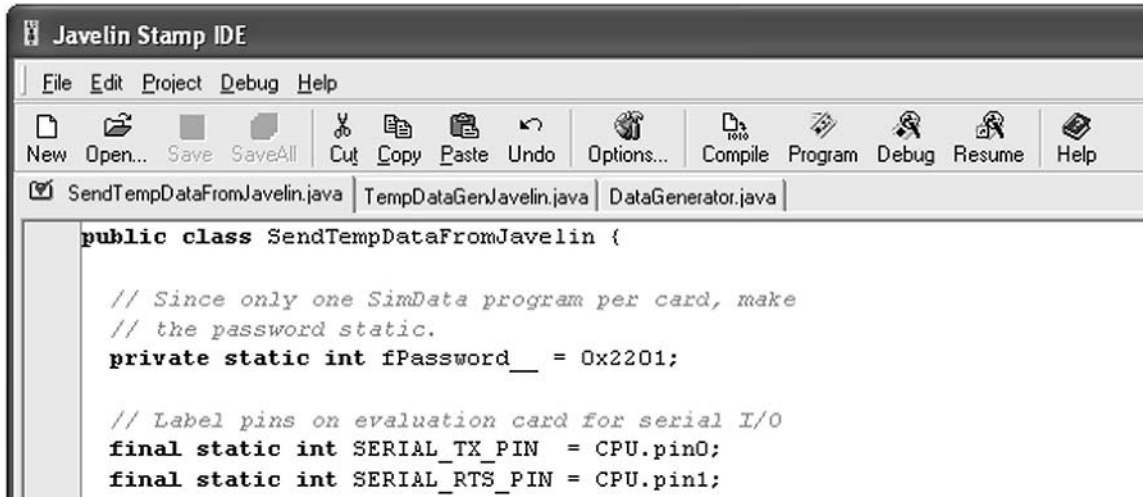 Javelin Stamp IDE
File Edit Project Debug Help
New Open... Save SaveAll Cut Copy Paste Undo Options... Compile Program Debug Resume Help
SendTempDataFromJavelin.java TempDataGenJavelin.java DataGenerator.java
public class SendTempDataFromJavelin {
// Since only one SimData program per card, make
// the password static.
private static int fPassword__ = 0x2201;
// Label pins on evaluation card for serial I/O
final static int SERIAL_TX_PIN = CPU.pin0;
final static int SERIAL_RTS_PIN = CPU.pin1;